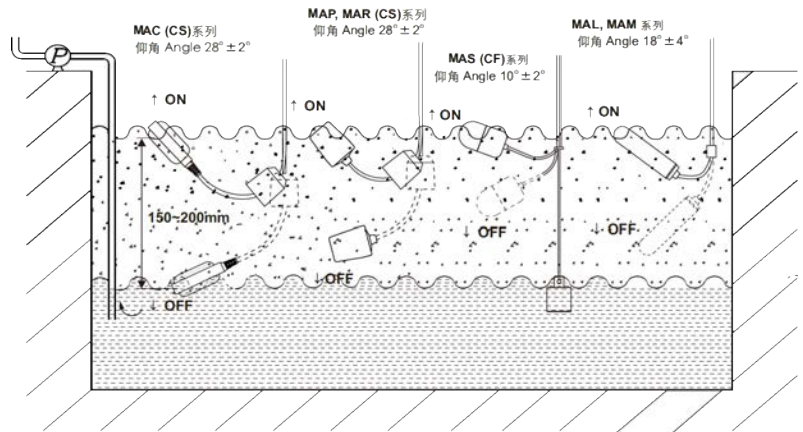 MAC (CS)系列
仰角 Angle 28°±2°
MAP, MAR (CS)系列
仰角 Angle 28°±2°
MAS (CF)系列
仰角 Angle 10°±2°
MAL, MAM 系列
仰角 Angle 18°±4°
P
↑ ON
↑ ON
↑ ON
↑ ON
150~200mm
↓ OFF
↓ OFF
↓ OFF
↓ OFF